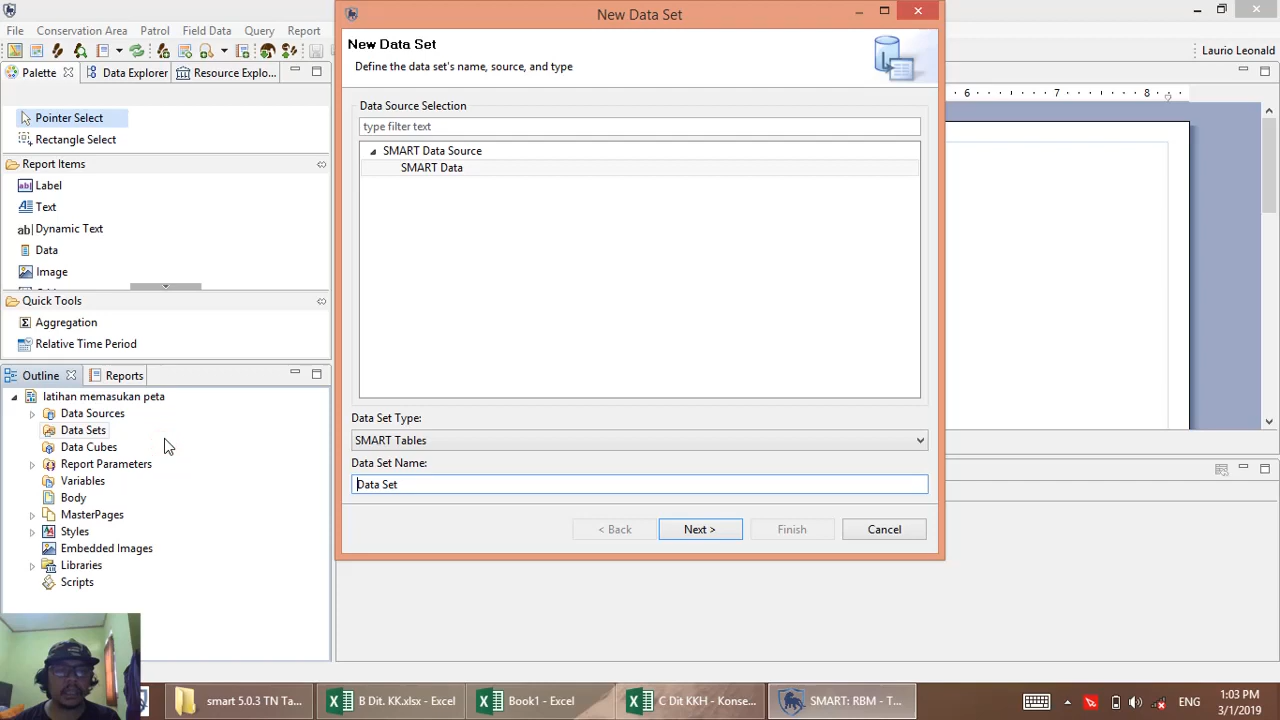 New Data Set
File Conservation Area Patrol Field Data Query Report
Laurio Leonald
New Data Set
Define the data set's name, source, and type
Palette Data Explorer Resource Explo...
6 7 8
Pointer Select
Rectangle Select
Report Items
Label
Text
Dynamic Text
Data
Image
Quick Tools
Aggregation
Relative Time Period
Data Source Selection
type filter text
SMART Data Source
SMART Data
Data Set Type:
SMART Tables
Data Set Name:
Data Set
< Back Next > Finish Cancel
Outline Reports
latihan memasukan peta
Data Sources
Data Sets
Data Cubes
Report Parameters
Variables
Body
MasterPages
Styles
Embedded Images
Libraries
Scripts
smart 5.0.3 TN Ta... B Dit. KK.xlsx - Excel Book1 - Excel C Dit KKH - Konse... SMART: RBM - T... ENG 1:03 PM
3/1/2019